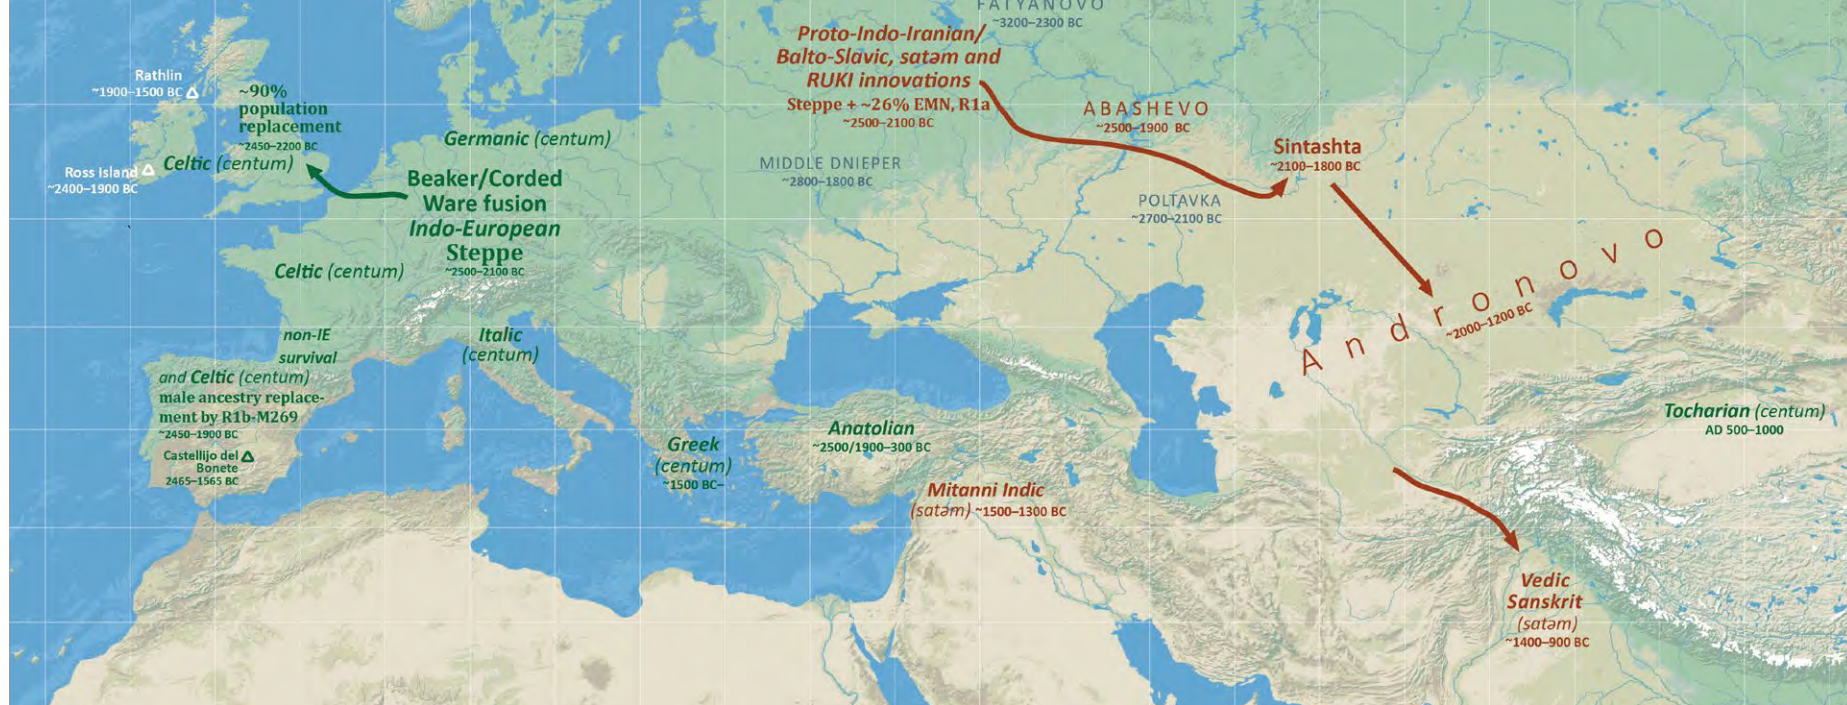 FATYANOVO
~3200–2300 BC
Proto-Indo-Iranian/
Balto-Slavic, satəm and
RUKI innovations
Steppe + ~26% EMN, R1a
~2500–2100 BC
Rathlin
~1900–1500 BC
~90%
population
replacement
~2450–2200 BC
Celtic (centum)
Ross Island
~2400–1900 BC
Germanic (centum)
Beaker/Corded
Ware fusion
Indo-European
Steppe
~2500–2100 BC
ABASHEVO
~2500–1900 BC
MIDDLE DNIEPER
~2800–1800 BC
Sintashta
~2100–1800 BC
POLTAVKA
~2700–2100 BC
Celtic (centum)
Andronovo
~2000–1200 BC
non-IE
survival
and Celtic (centum)
male ancestry replace-
ment by R1b-M269
~2450–1900 BC
Castellijo del
Bonete
2465–1565 BC
Italic
(centum)
Greek
(centum)
~1500 BC–
Anatolian
~2500/1900–300 BC
Mitanni Indic
(satəm) ~1500–1300 BC
Tocharian (centum)
AD 500–1000
Vedic
Sanskrit
(satəm)
~1400–900 BC